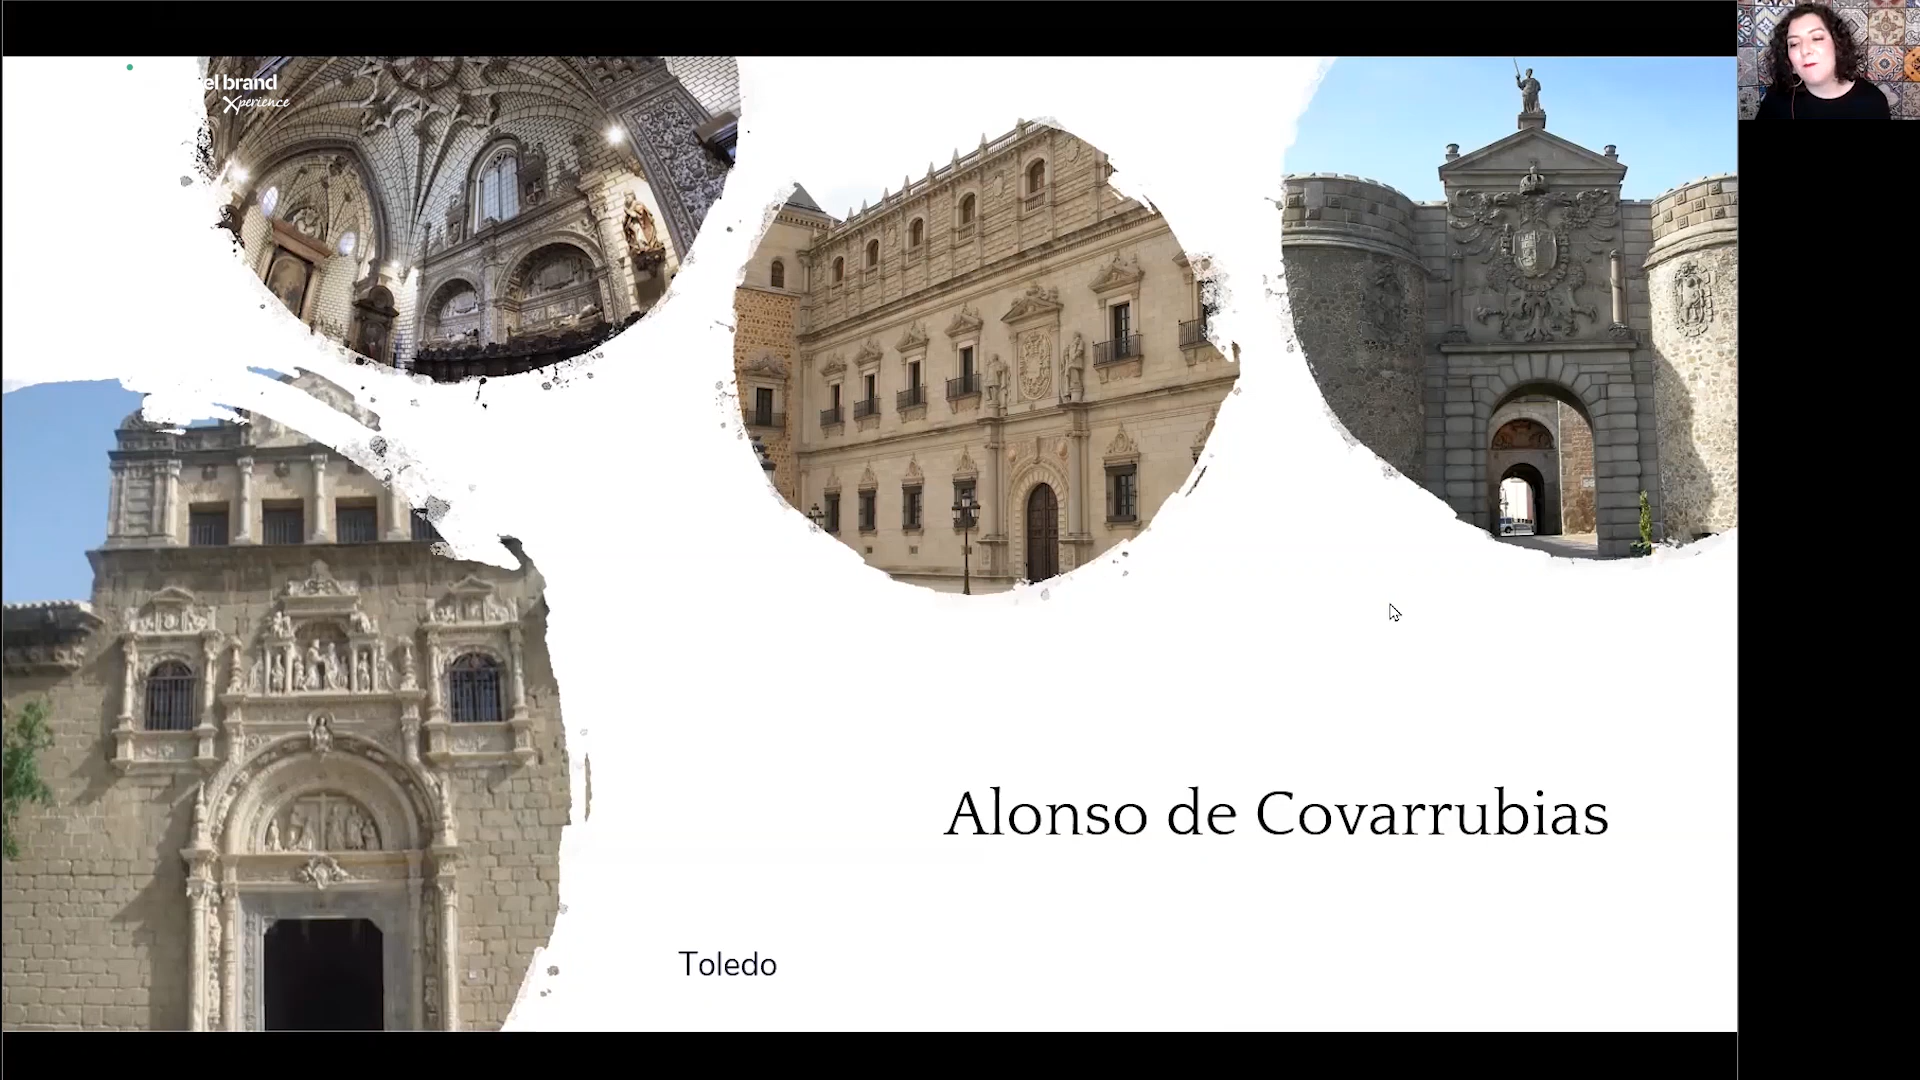 el brand
Xperience
Alonso de Covarrubias
Toledo